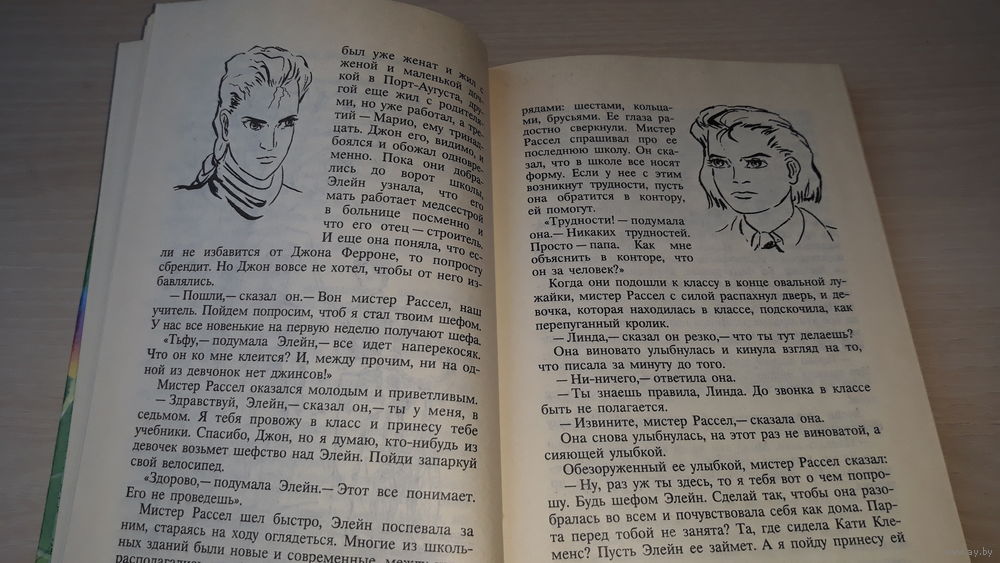 был уже женат и жил с
женой и маленькой доч-
кой в Порт-Аугуста, дру-
гой еще жил с родителя-
ми, но уже работал, а тре-
тий — Марио, ему тринад-
цать. Джон его, видимо, и
боялся и обожал одновре-
менно. Пока они добра-
лись до ворот школы,
Элейн узнала, что его
мать работает медсестрой
в больнице посменно и
что его отец — строитель.
И еще она поняла, что ес-
ли не избавится от Джона Ферроне, то попросту
сбрендит. Но Джон вовсе не хотел, чтобы от него из-
бавлялись.
— Пошли,— сказал он.— Вон мистер Рассел, наш
учитель. Пойдем попросим, чтоб я стал твоим шефом.
У нас все новенькие на первую неделю получают шефа.
«Тьфу,— подумала Элейн,— все идет наперекосяк.
Что он ко мне клеится? И, между прочим, ни на од-
ной из девчонок нет джинсов!»
Мистер Рассел оказался молодым и приветливым.
— Здравствуй, Элейн,— сказал он,— ты у меня, в
седьмом. Я тебя провожу в класс и принесу тебе
учебники. Спасибо, Джон, но я думаю, кто-нибудь из
девочек возьмет шефство над Элейн. Пойди запаркуй
свой велосипед.
«Здорово,— подумала Элейн.— Этот все понимает.
Его не проведешь».
Мистер Рассел шел быстро, Элейн поспевала за
ним, стараясь на ходу оглядеться. Многие из школь-
ных зданий были новые и современные, между
располагались
рядами: шестами, кольца-
ми, брусьями. Ее глаза ра-
достно сверкнули. Мистер
Рассел спрашивал про ее
последнюю школу. Он ска-
зал, что в школе все носят
форму. Если у нее с этим
возникнут трудности, пусть
она обратится в контору,
ей помогут.
«Трудности! — подумала
она.— Никаких трудностей.
Просто — папа. Как мне
объяснить в конторе, что
он за человек?»
Когда они подошли к классу в конце овальной лу-
жайки, мистер Рассел с силой распахнул дверь, и де-
вочка, которая находилась в классе, подскочила, как
перепуганный кролик.
— Линда,— сказал он резко,— что ты тут делаешь?
Она виновато улыбнулась и кинула взгляд на то,
что писала за минуту до того.
— Ни-ничего,— ответила она.
— Ты знаешь правила, Линда. До звонка в классе
быть не полагается.
— Извините, мистер Рассел,— сказала она.
Она снова улыбнулась, на этот раз не виноватой, а
сияющей улыбкой.
Обезоруженный ее улыбкой, мистер Рассел сказал:
— Ну, раз уж ты здесь, то я тебя вот о чем попро-
шу. Будь шефом Элейн. Сделай так, чтобы она разо-
бралась во всем и почувствовала себя как дома. Пар-
та перед тобой не занята? Та, где сидела Кати Кле-
менс? Пусть Элейн ее займет. А я пойду принесу ей